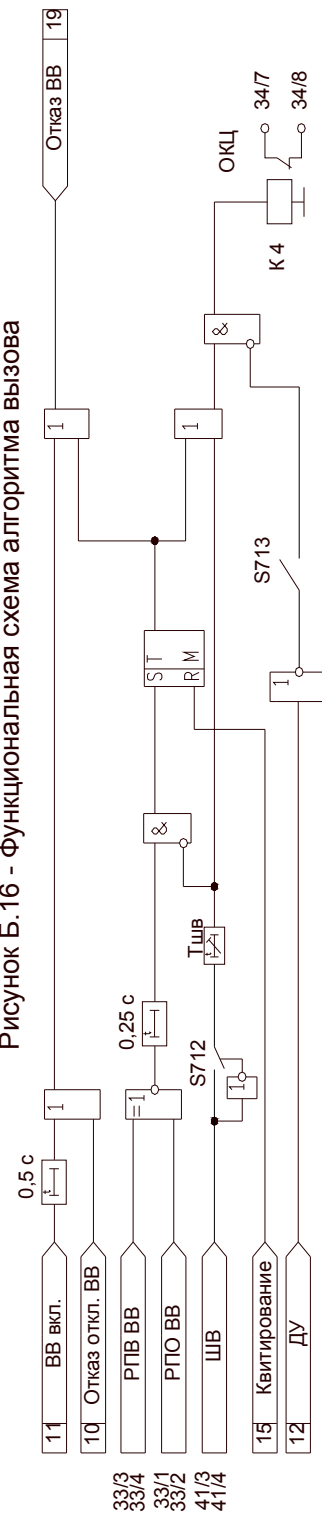 Рисунок Б.16 - Функциональная схема алгоритма вызова
11 ВВ вкл.
0,5 с
t
1
1
Отказ ВВ 19
10 Отказ откл. ВВ
33/3
33/4
РПВ ВВ
=1
0,25 с
t
&
S T
R M
33/1
33/2
РПО ВВ
41/3
41/4
ШВ
S712
1
Тшв
t
1
&
К 4
ОКЦ
34/7
34/8
15 Квитирование
12 ДУ
1
S713